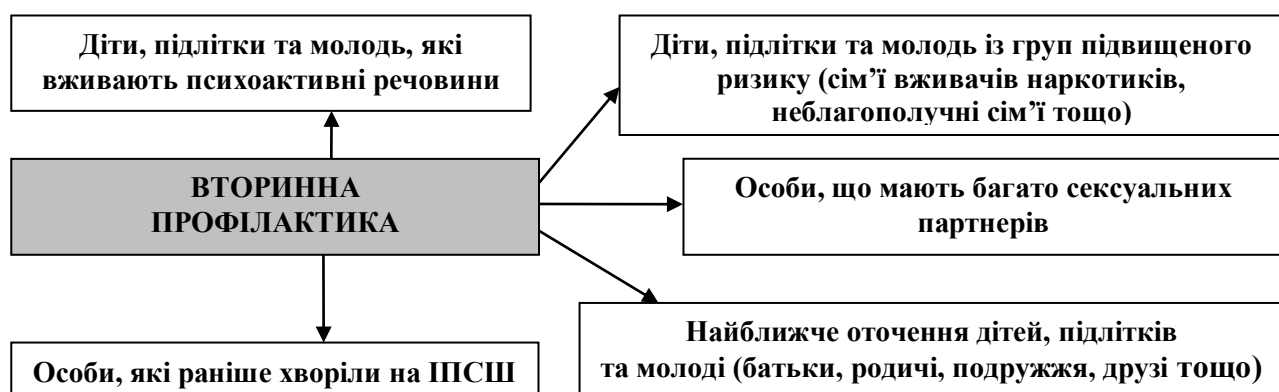 Діти, підлітки та молодь, які
вживають психоактивні речовини
Діти, підлітки та молодь із груп підвищеного
ризику (сім’ї вживачів наркотиків,
неблагополучні сім’ї тощо)
ВТОРИННА
ПРОФІЛАКТИКА
Особи, що мають багато сексуальних
партнерів
Найближче оточення дітей, підлітків
та молоді (батьки, родичі, подружжя, друзі тощо)
Особи, які раніше хворіли на ІПСШ